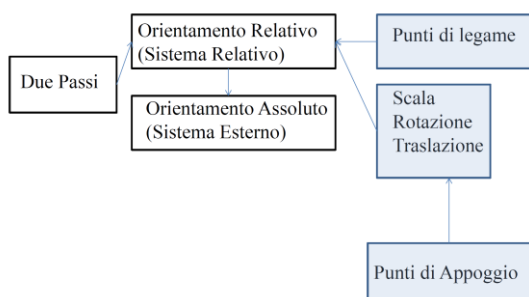 Orientamento Relativo
(Sistema Relativo)
Punti di legame
Due Passi
Orientamento Assoluto
(Sistema Esterno)
Scala
Rotazione
Traslazione
Punti di Appoggio